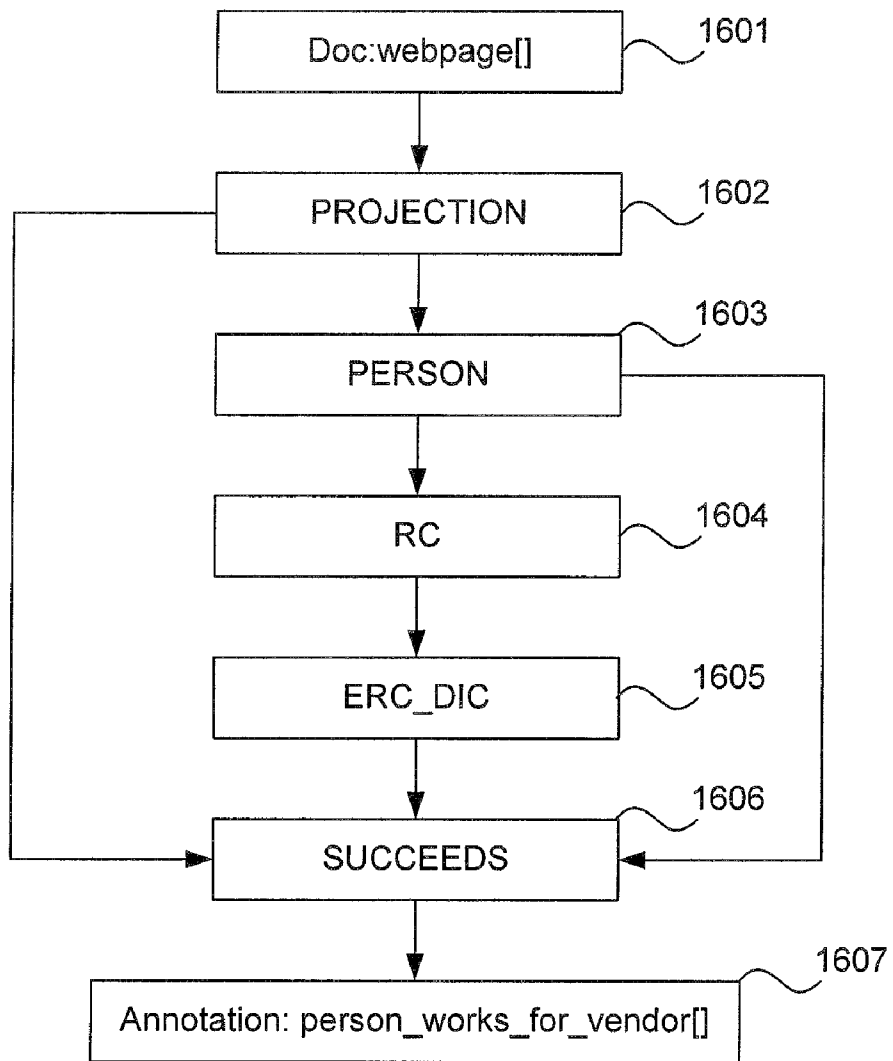 Doc:webpage[]
1601
PROJECTION
1602
PERSON
1603
RC
1604
ERC_DIC
1605
SUCCEEDS
1606
Annotation: person_works_for_vendor[]
1607